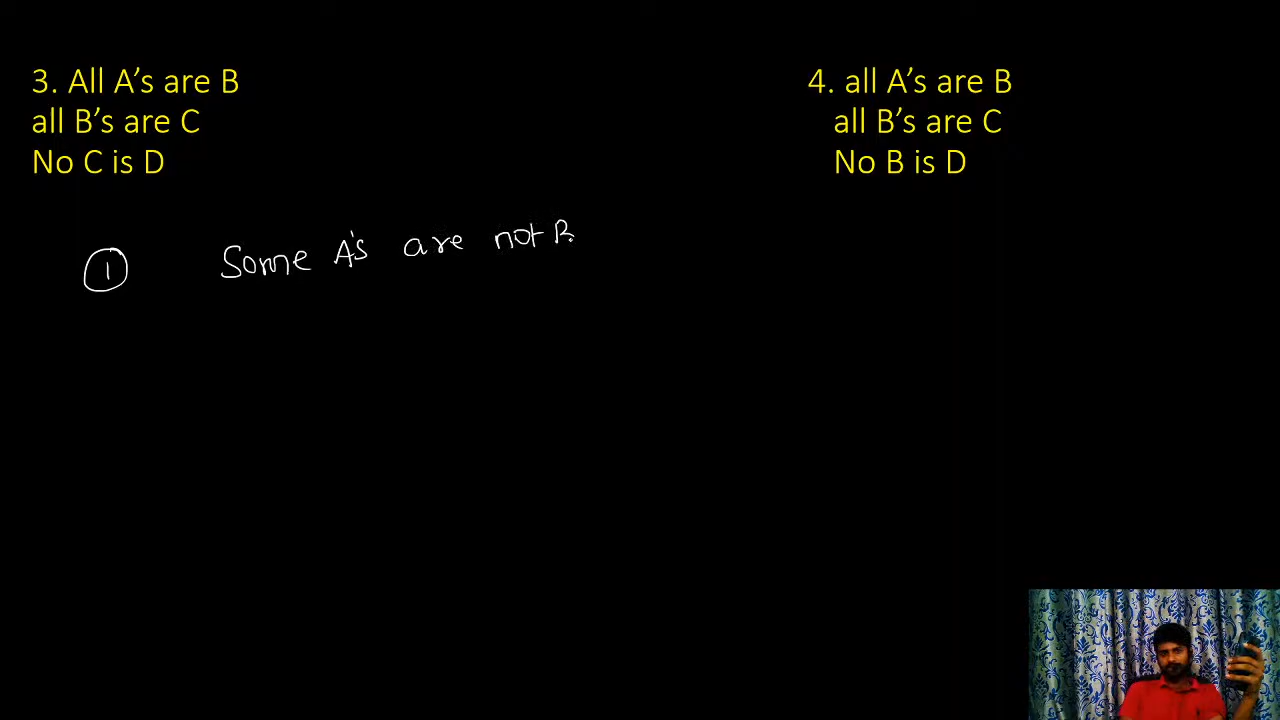 3. All A’s are B
all B’s are C
No C is D
4. all A’s are B
all B’s are C
No B is D
1 Some A's are not B.